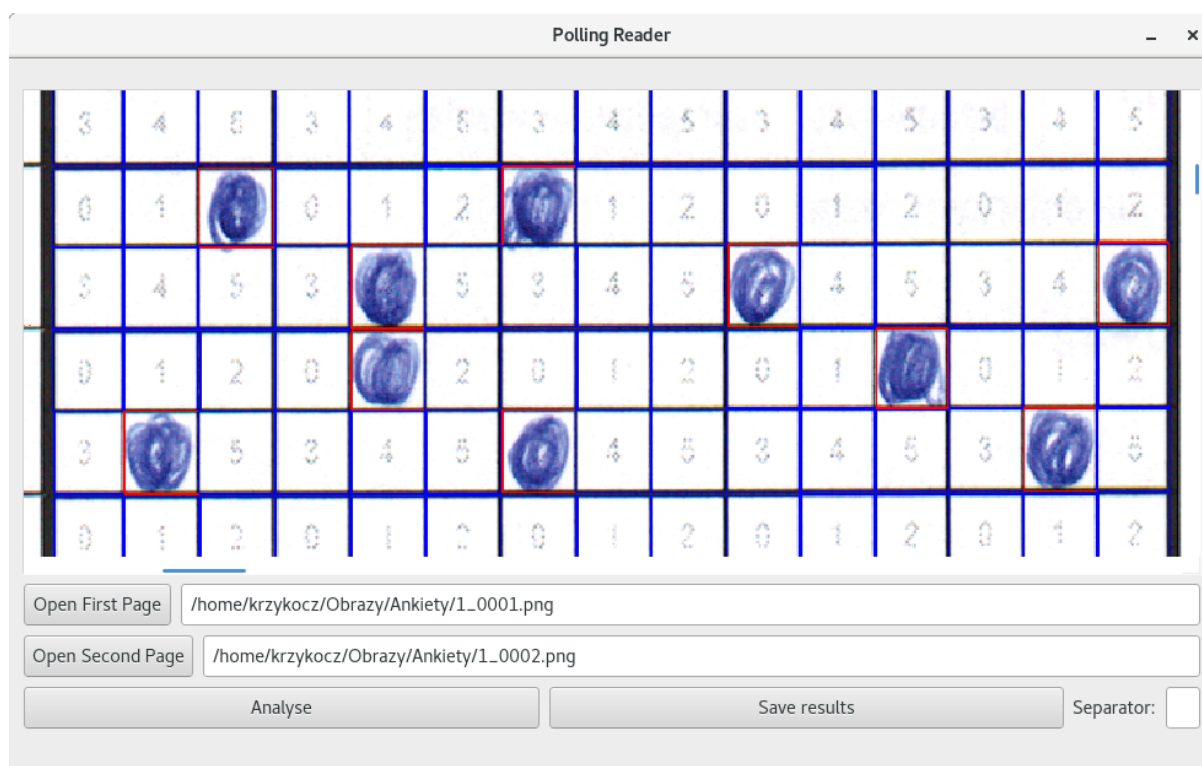 Polling Reader
3 4 5 3 4 5 3 4 5 3 4 5 3 4 5
0 1 0 1 2 1 2 0 1 2 0 1 2
3 4 5 3 5 3 4 5 4 5 3 4
0 1 2 0 2 0 1 2 0 1 0 1 2
3 5 3 4 5 4 5 3 4 5 3 5
0 1 2 0 1 2 0 1 2 0 1 2 0 1 2
Open First Page /home/krzykocz/Obrazy/Ankiety/1_0001.png
Open Second Page /home/krzykocz/Obrazy/Ankiety/1_0002.png
Analyse Save results Separator: